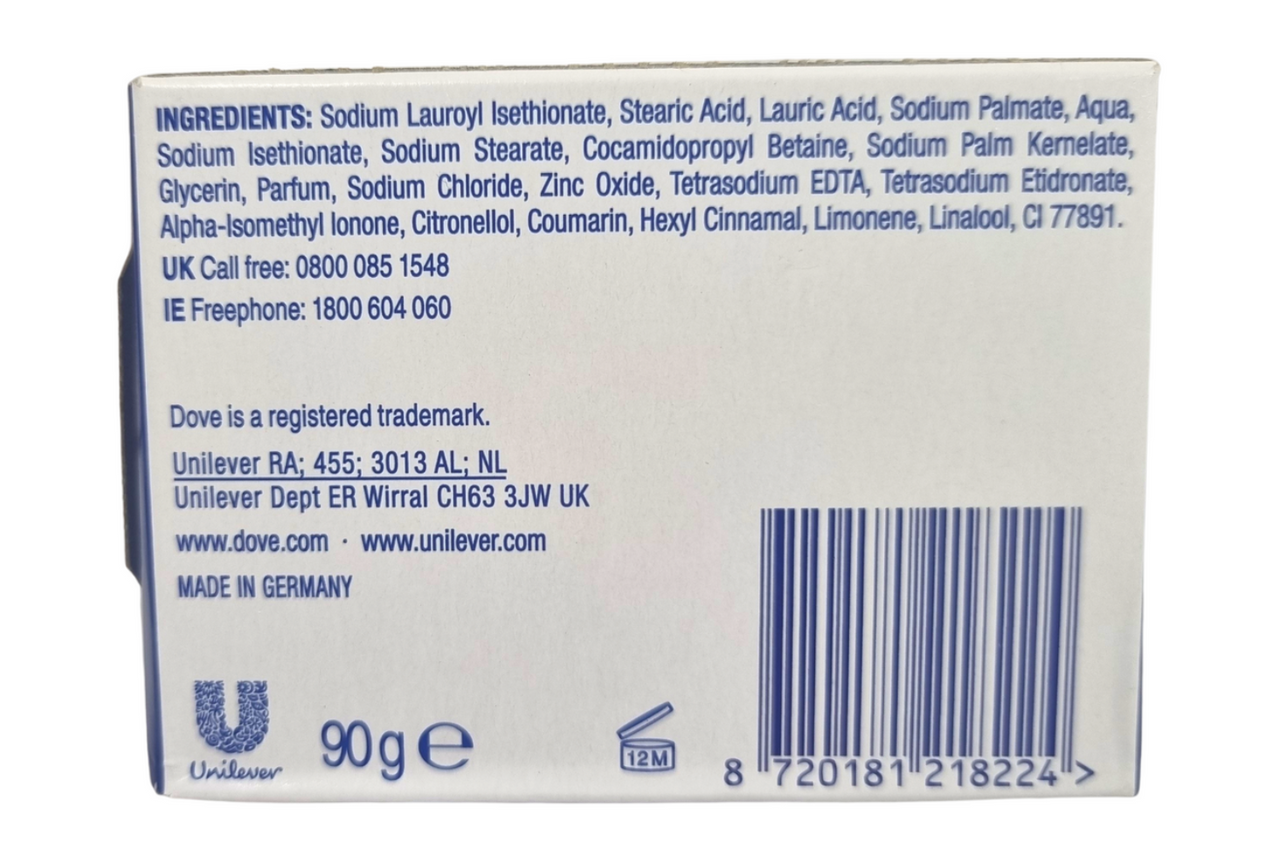 INGREDIENTS: Sodium Lauroyl Isethionate, Stearic Acid, Lauric Acid, Sodium Palmate, Aqua,
Sodium Isethionate, Sodium Stearate, Cocamidopropyl Betaine, Sodium Palm Kernelate,
Glycerin, Parfum, Sodium Chloride, Zinc Oxide, Tetrasodium EDTA, Tetrasodium Etidronate,
Alpha-Isomethyl Ionone, Citronellol, Coumarin, Hexyl Cinnamal, Limonene, Linalool, CI 77891.
UK Call free: 0800 085 1548
IE Freephone: 1800 604 060
Dove is a registered trademark.
Unilever RA; 455; 3013 AL; NL
Unilever Dept ER Wirral CH63 3JW UK
www.dove.com · www.unilever.com
MADE IN GERMANY
Unilever
90 g ℮
12M
8 720181 218224 >